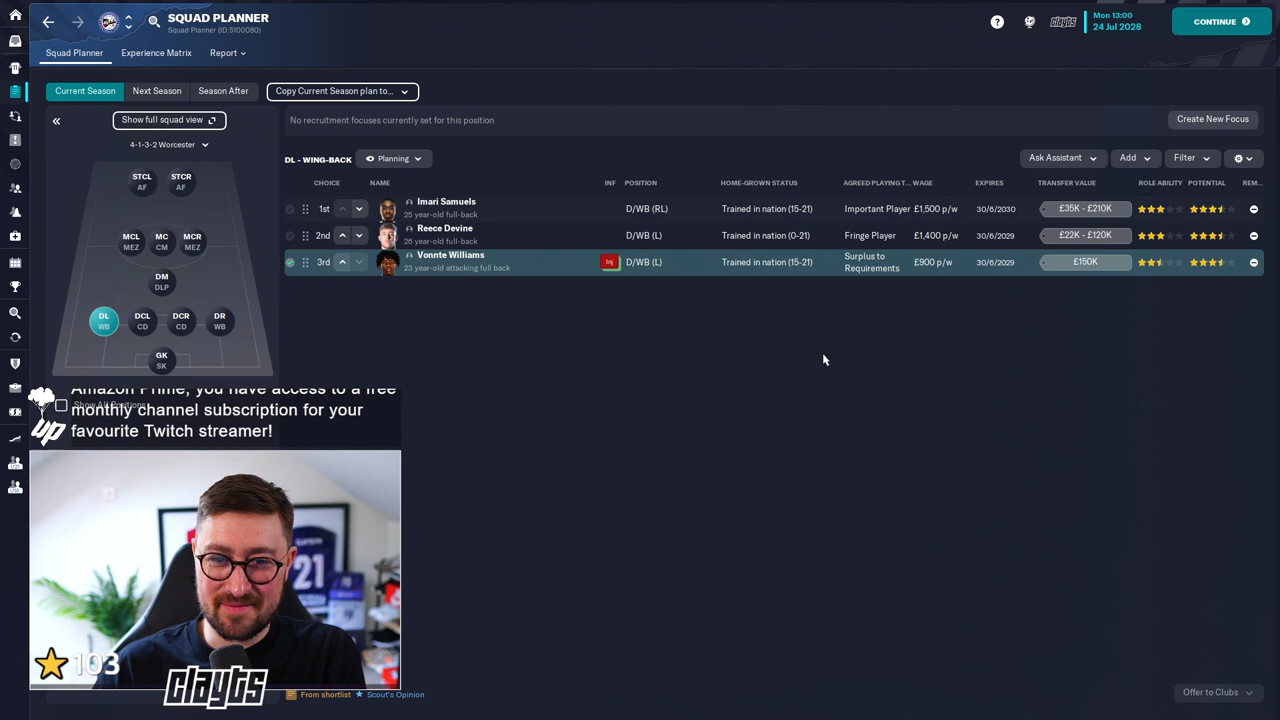 SQUAD PLANNER
Squad Planner (ID:5100080)
clayts
Mon 13:00
24 Jul 2028
CONTINUE
Squad Planner
Experience Matrix
Report
Current Season
Next Season
Season After
Copy Current Season plan to...
Show full squad view
No recruitment focuses currently set for this position
Create New Focus
4-1-3-2 Worcester
DL - WING-BACK
Planning
Ask Assistant
Add
Filter
CHOICE
NAME
INF
POSITION
HOME-GROWN STATUS
AGREED PLAYING T...
WAGE
EXPIRES
TRANSFER VALUE
ROLE ABILITY
POTENTIAL
REM...
1st
Imari Samuels
25 year-old full-back
D/WB (RL)
Trained in nation (15-21)
Important Player
£1,500 p/w
30/6/2030
£35K - £210K
2nd
Reece Devine
26 year-old full-back
D/WB (L)
Trained in nation (0-21)
Fringe Player
£1,400 p/w
30/6/2029
£22K - £120K
3rd
Vonnte Williams
23 year-old attacking full back
Inj
D/WB (L)
Trained in nation (15-21)
Surplus to
Requirements
£900 p/w
30/6/2029
£150K
STCL
AF
STCR
AF
MCL
MEZ
MC
CM
MCR
MEZ
DM
DLP
DL
WB
DCL
CD
DCR
CD
DR
WB
GK
SK
Amazon Prime, you have access to a free
monthly channel subscription for your
favourite Twitch streamer!
Show All Positions
up
21
103
clayts
From shortlist
Scout's Opinion
Offer to Clubs